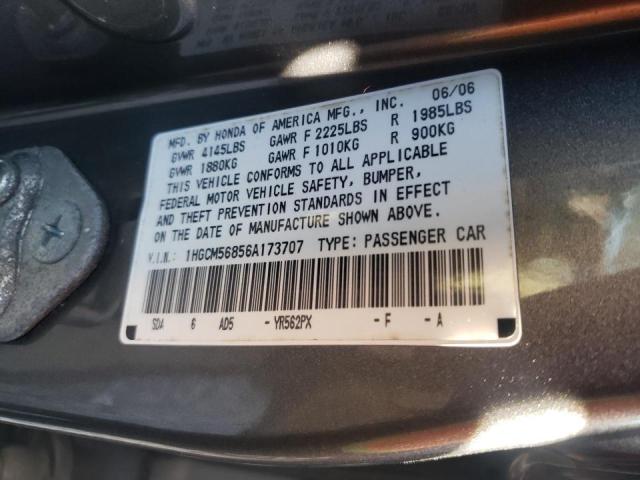 MFD. BY HONDA OF AMERICA MFG., INC. 06/06
GVWR 4145LBS GAWR F 2225LBS R 1985LBS
GVWR 1880KG GAWR F 1010KG R 900KG
THIS VEHICLE CONFORMS TO ALL APPLICABLE
FEDERAL MOTOR VEHICLE SAFETY, BUMPER,
AND THEFT PREVENTION STANDARDS IN EFFECT
ON THE DATE OF MANUFACTURE SHOWN ABOVE.
V.I.N.: 1HGCM56856A173707 TYPE: PASSENGER CAR
SDA 6 AD5 - YR562PX - F - A